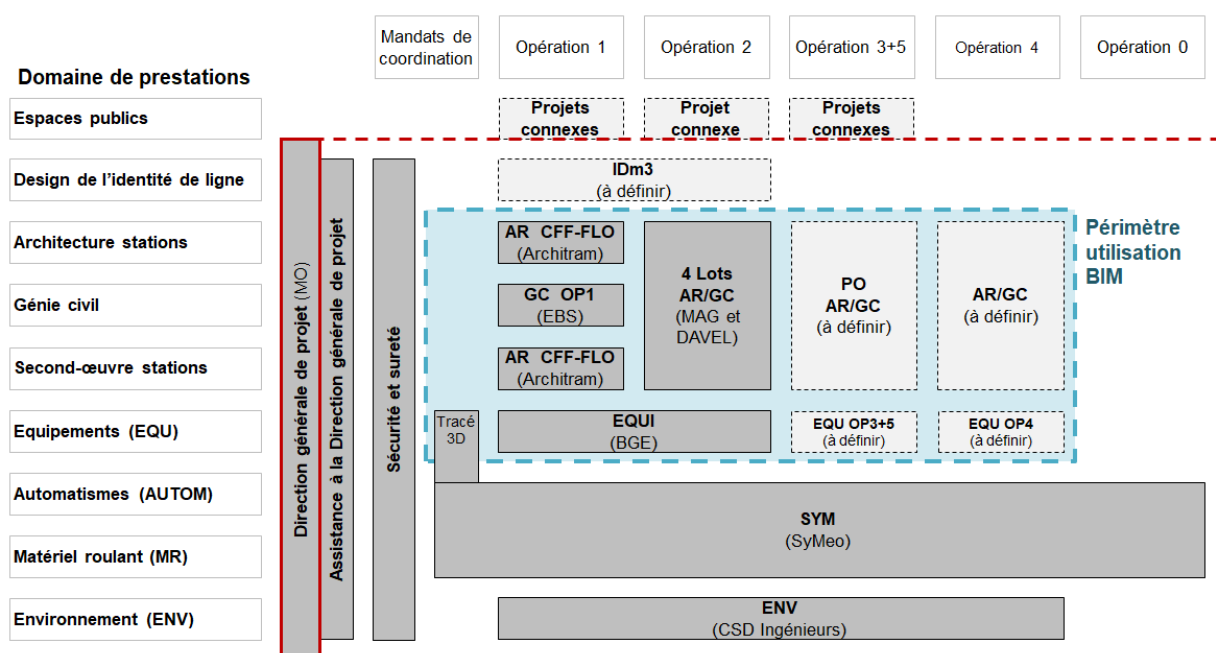 Mandats de
coordination
Opération 1
Opération 2
Opération 3+5
Opération 4
Opération 0
Domaine de prestations
Espaces publics
Projets
connexes
Projet
connexe
Projets
connexes
Design de l'identité de ligne
IDm3
(à définir)
Architecture stations
AR CFF-FLO
(Architram)
Génie civil
GC OP1
(EBS)
Second-œuvre stations
AR CFF-FLO
(Architram)
4 Lots
AR/GC
(MAG et
DAVEL)
PO
AR/GC
(à définir)
AR/GC
(à définir)
Périmètre
utilisation
BIM
Equipements (EQU)
Tracé
3D
EQUI
(BGE)
EQU OP3+5
(à définir)
EQU OP4
(à définir)
Automatismes (AUTOM)
Matériel roulant (MR)
SYM
(SyMeo)
Environnement (ENV)
ENV
(CSD Ingénieurs)
Direction générale de projet (MO)
Assistance à la Direction générale de projet
Sécurité et sureté